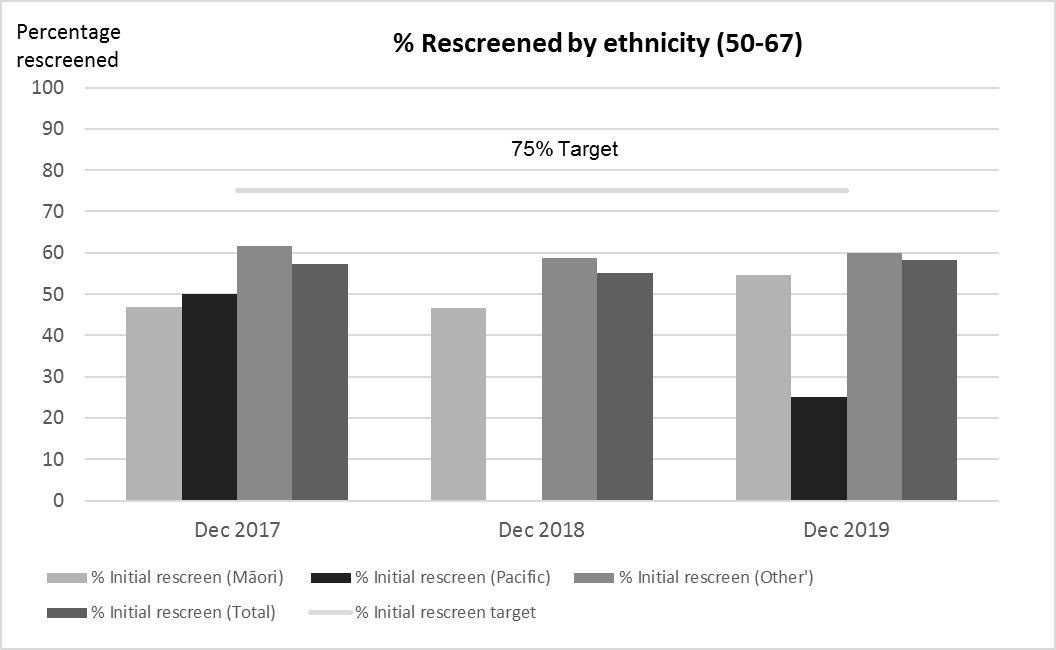 Percentage
rescreened
% Rescreened by ethnicity (50-67)
100
90
75% Target
80
70
60
50
40
30
20
10
0
Dec 2017
Dec 2018
Dec 2019
% Initial rescreen (Māori)
% Initial rescreen (Pacific)
% Initial rescreen (Other')
% Initial rescreen (Total)
% Initial rescreen target